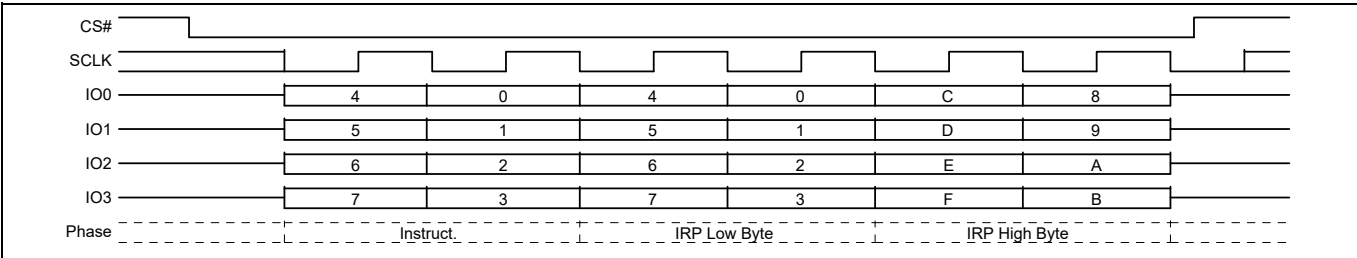 CS#
SCLK
IO0 4 0 4 0 C 8
IO1 5 1 5 1 D 9
IO2 6 2 6 2 E A
IO3 7 3 7 3 F B
Phase Instruct. IRP Low Byte IRP High Byte